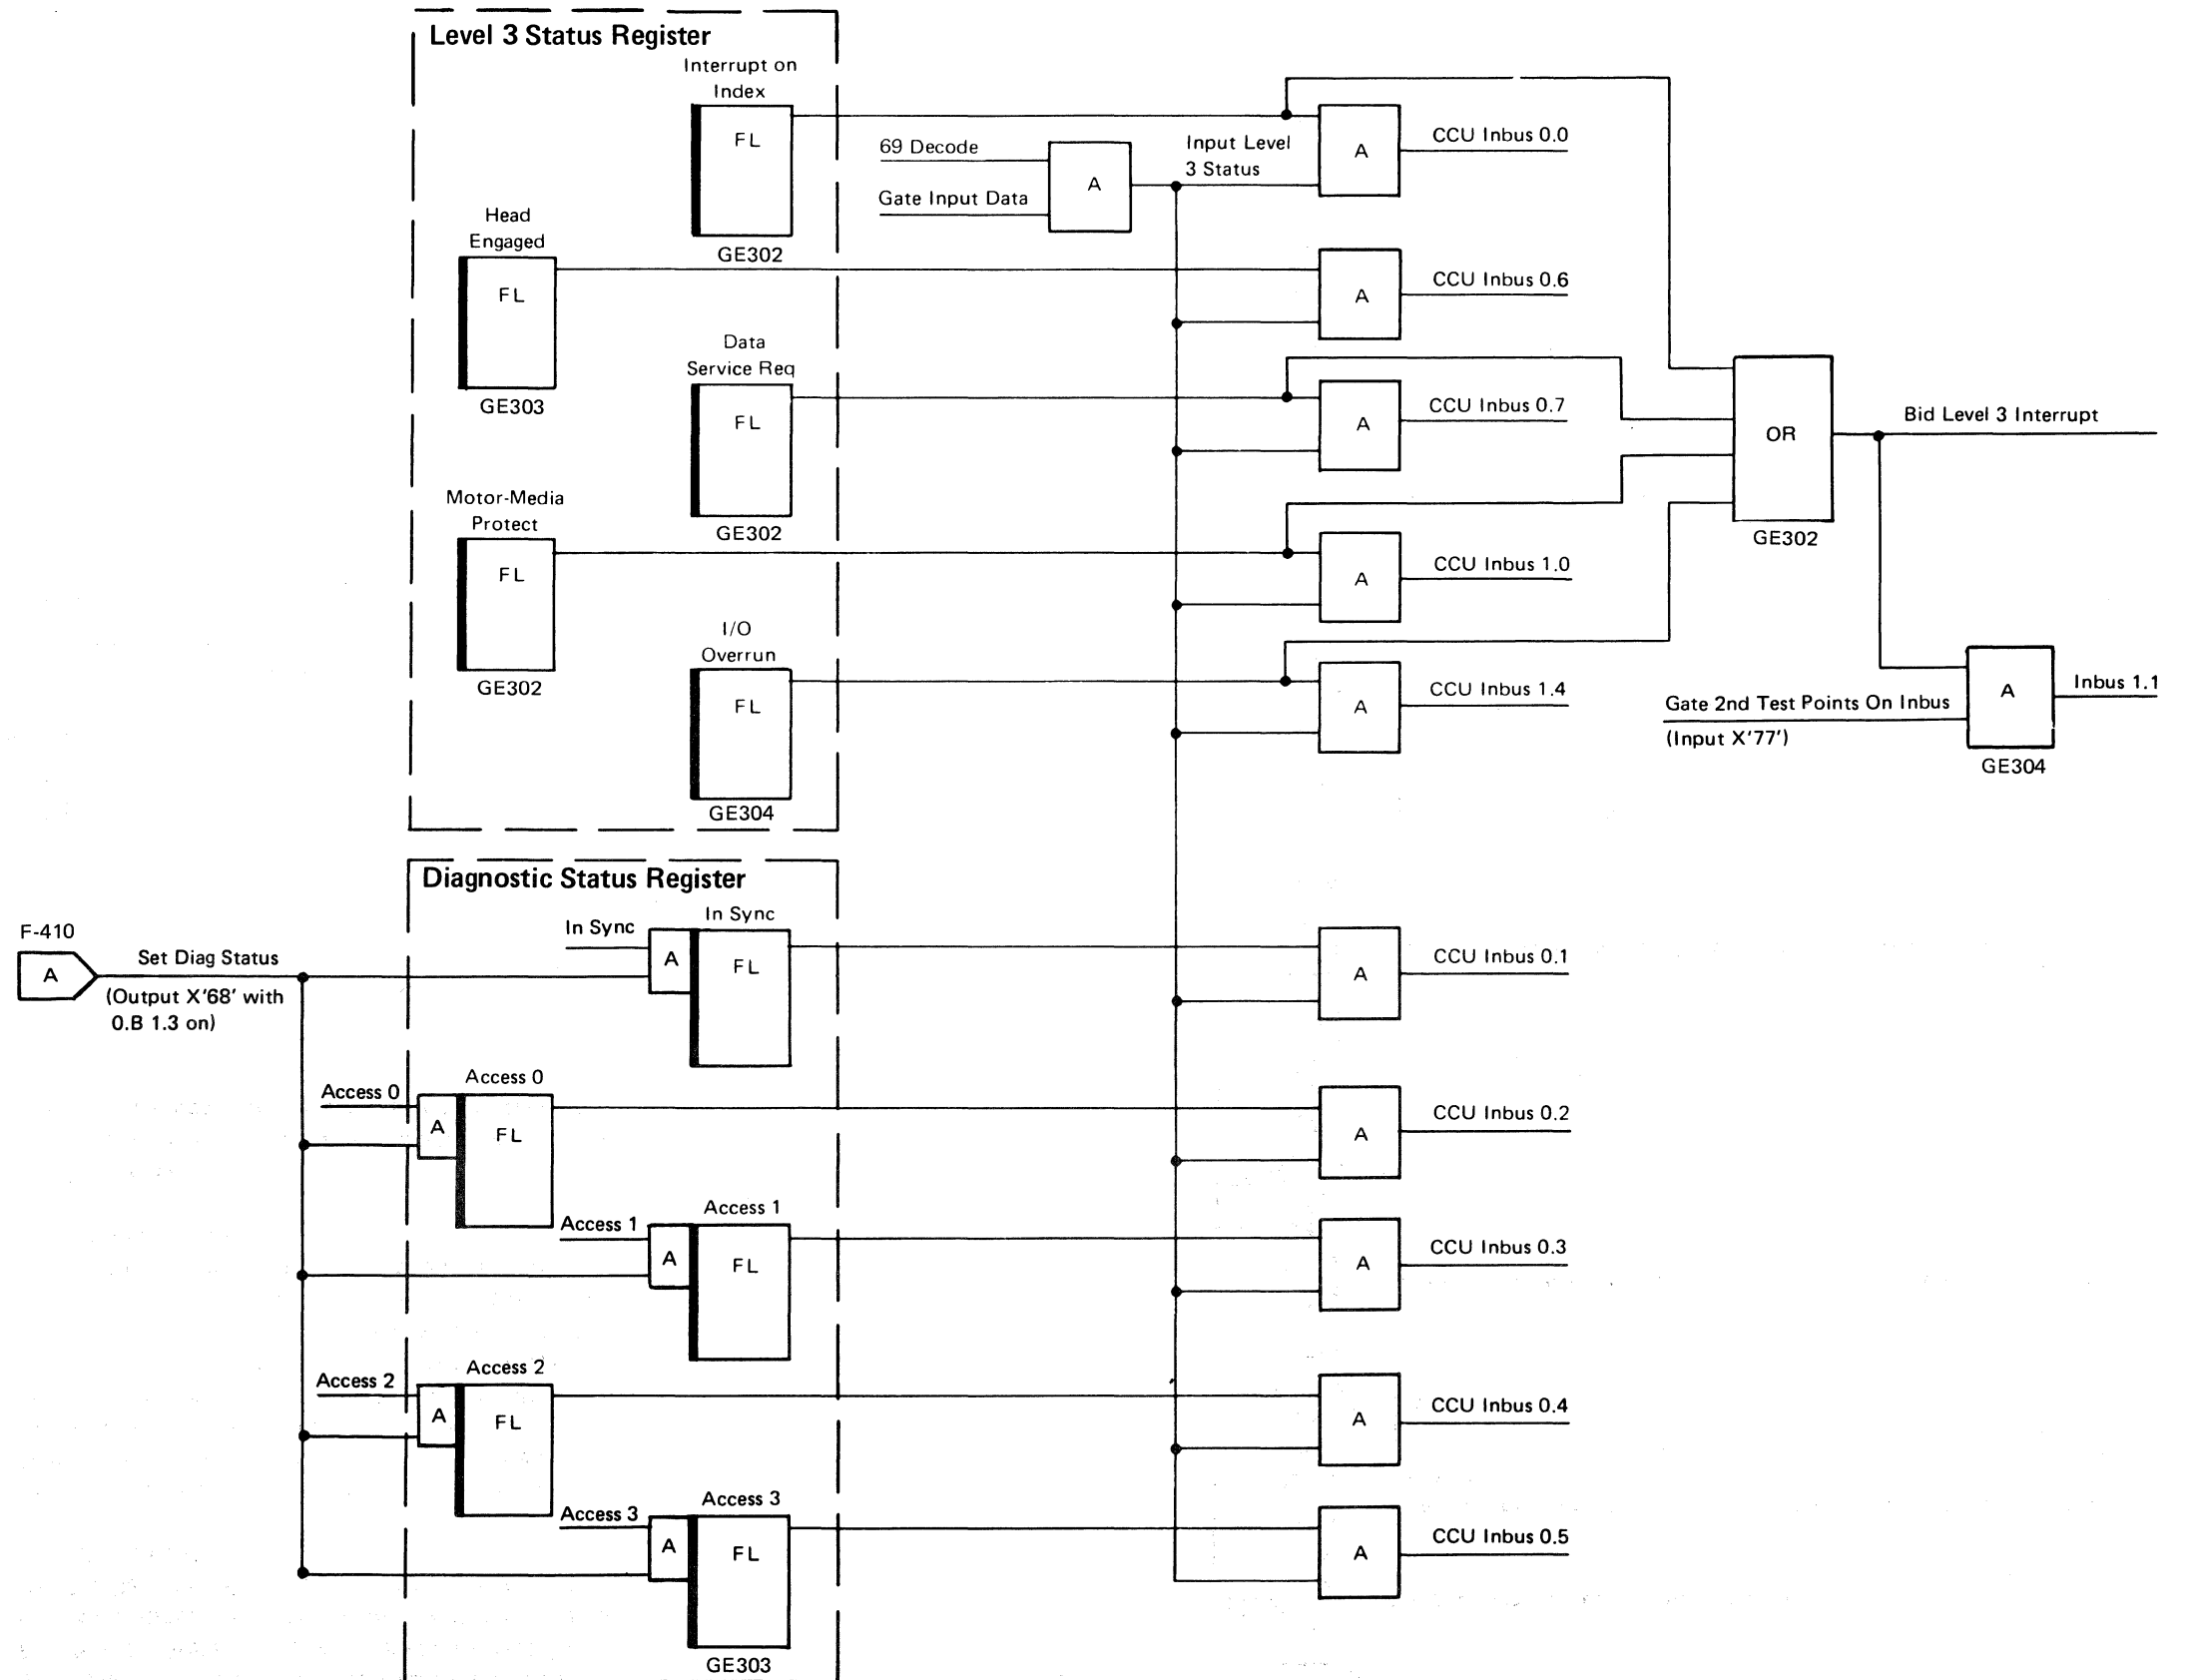 Level 3 Status Register
Interrupt on
Index
FL
GE302
69 Decode
Gate Input Data
A
Input Level
3 Status
A
CCU Inbus 0.0
Head
Engaged
FL
GE303
A
CCU Inbus 0.6
Data
Service Req
FL
GE302
A
CCU Inbus 0.7
OR
GE302
Bid Level 3 Interrupt
Motor-Media
Protect
FL
GE302
A
CCU Inbus 1.0
I/O
Overrun
FL
GE304
A
CCU Inbus 1.4
Gate 2nd Test Points On Inbus
(Input X'77')
A
GE304
Inbus 1.1
Diagnostic Status Register
F-410
A
Set Diag Status
(Output X'68' with
0.B 1.3 on)
In Sync
A
In Sync
FL
A
CCU Inbus 0.1
Access 0
A
Access 0
FL
A
CCU Inbus 0.2
Access 1
A
Access 1
FL
A
CCU Inbus 0.3
Access 2
A
Access 2
FL
A
CCU Inbus 0.4
Access 3
A
Access 3
FL
GE303
A
CCU Inbus 0.5